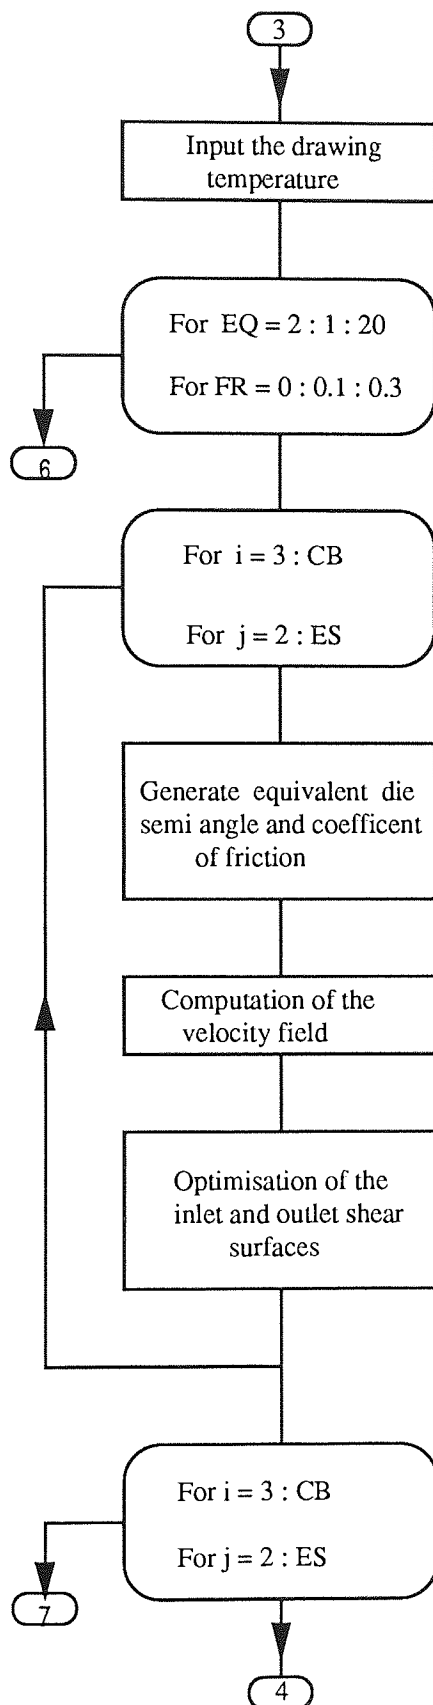 3
Input the drawing
temperature
For EQ = 2 : 1 : 20
For FR = 0 : 0.1 : 0.3
6
For i = 3 : CB
For j = 2 : ES
Generate equivalent die
semi angle and coefficent
of friction
Computation of the
velocity field
Optimisation of the
inlet and outlet shear
surfaces
For i = 3 : CB
For j = 2 : ES
7
4